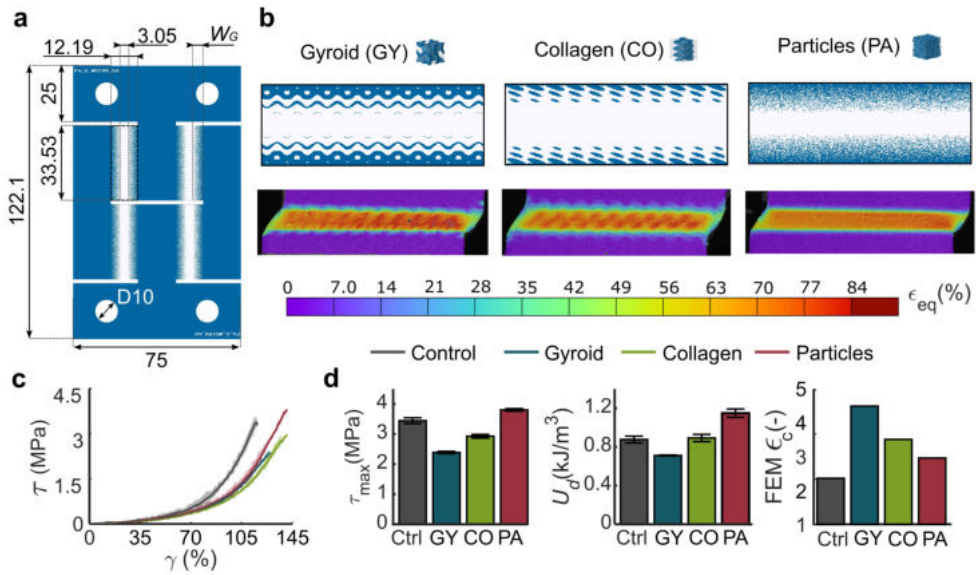 a
3.05
W_G
12.19
25
33.53
122.1
D10
75
b
Gyroid (GY)
Collagen (CO)
Particles (PA)
0 7.0 14 21 28 35 42 49 56 63 70 77 84
ϵ_eq(%)
Control Gyroid Collagen Particles
c
τ (MPa)
4.5
3
1.5
0
0 35 70 105 145
γ (%)
d
τ_max(MPa)
4
3
2
1
0
Ctrl GY CO PA
U_d(kJ/m³)
1.2
0.8
0.4
0
Ctrl GY CO PA
FEM ϵ_c(-)
5
4
3
2
1
Ctrl GY CO PA